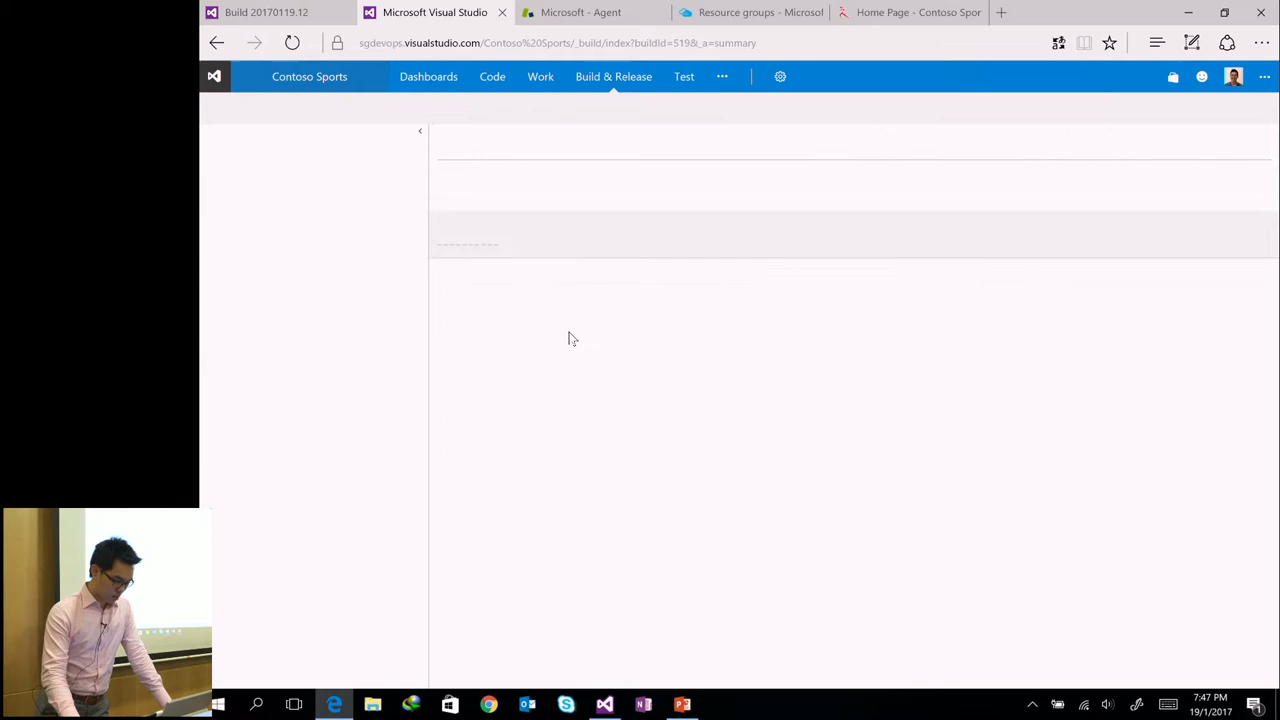 Build 20170119.12
Microsoft Visual Studio
Microsoft - Agent
Resource groups - Microsof
Home Page - Contoso Spor
sgdevops.visualstudio.com/Contoso%20Sports/_build/index?buildId=519&_a=summary
Contoso Sports
Dashboards
Code
Work
Build & Release
Test
7:47 PM
19/1/2017